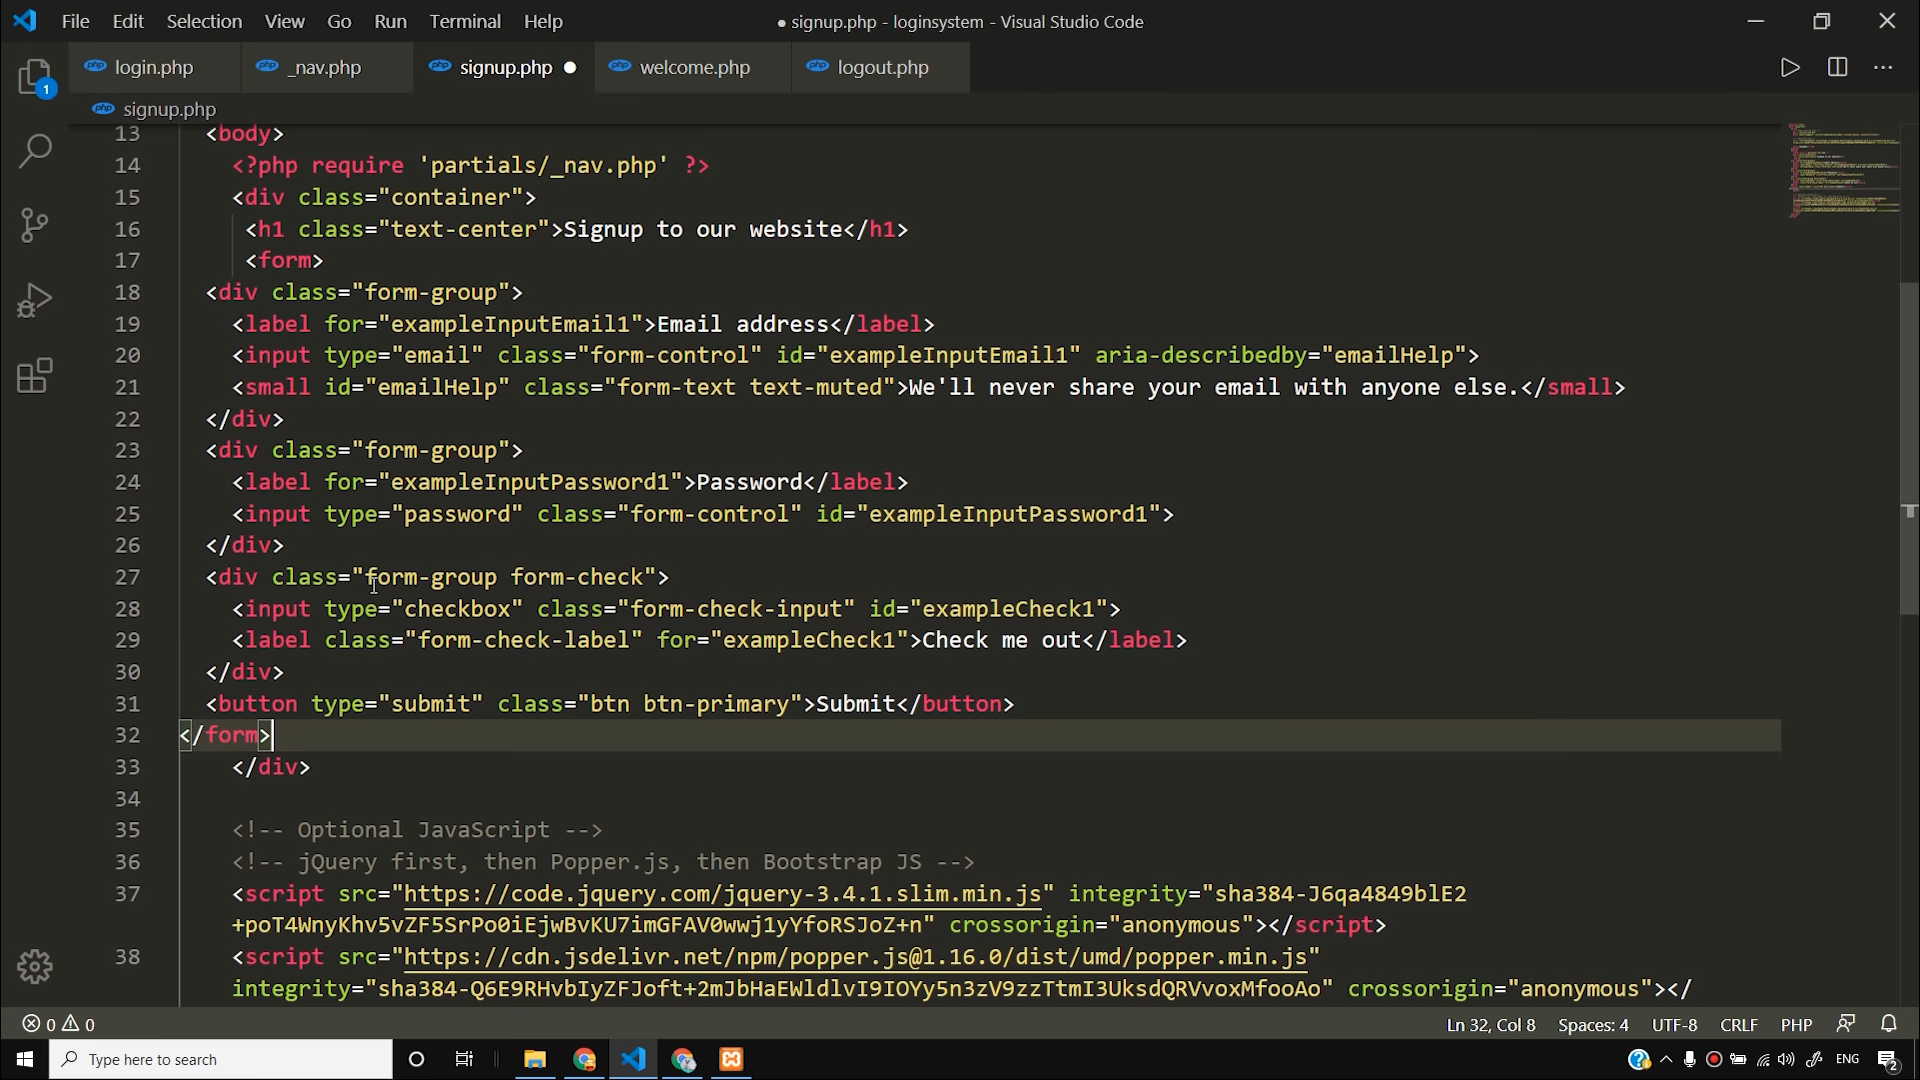 File Edit Selection View Go Run Terminal Help
● signup.php - loginsystem - Visual Studio Code
php login.php
php _nav.php
php signup.php ●
php welcome.php
php logout.php
1
php signup.php
13 <body>
14 <?php require 'partials/_nav.php' ?>
15 <div class="container">
16 <h1 class="text-center">Signup to our website</h1>
17 <form>
18 <div class="form-group">
19 <label for="exampleInputEmail1">Email address</label>
20 <input type="email" class="form-control" id="exampleInputEmail1" aria-describedby="emailHelp">
21 <small id="emailHelp" class="form-text text-muted">We'll never share your email with anyone else.</small>
22 </div>
23 <div class="form-group">
24 <label for="exampleInputPassword1">Password</label>
25 <input type="password" class="form-control" id="exampleInputPassword1">
26 </div>
27 <div class="form-group form-check">
28 <input type="checkbox" class="form-check-input" id="exampleCheck1">
29 <label class="form-check-label" for="exampleCheck1">Check me out</label>
30 </div>
31 <button type="submit" class="btn btn-primary">Submit</button>
32 </form>
33 </div>
34
35 <!-- Optional JavaScript -->
36 <!-- jQuery first, then Popper.js, then Bootstrap JS -->
37 <script src="https://code.jquery.com/jquery-3.4.1.slim.min.js" integrity="sha384-J6qa4849blE2
+poT4WnyKhv5vZF5SrPo0iEjwBvKU7imGFAV0wwj1yYfoRSJoZ+n" crossorigin="anonymous"></script>
38 <script src="https://cdn.jsdelivr.net/npm/popper.js@1.16.0/dist/umd/popper.min.js"
integrity="sha384-Q6E9RHvbIyZFJoft+2mJbHaEWldlvI9IOYy5n3zV9zzTtmI3UksdQRVvoxMfooAo" crossorigin="anonymous"></
0 0
Ln 32, Col 8 Spaces: 4 UTF-8 CRLF PHP
Type here to search
ENG
2